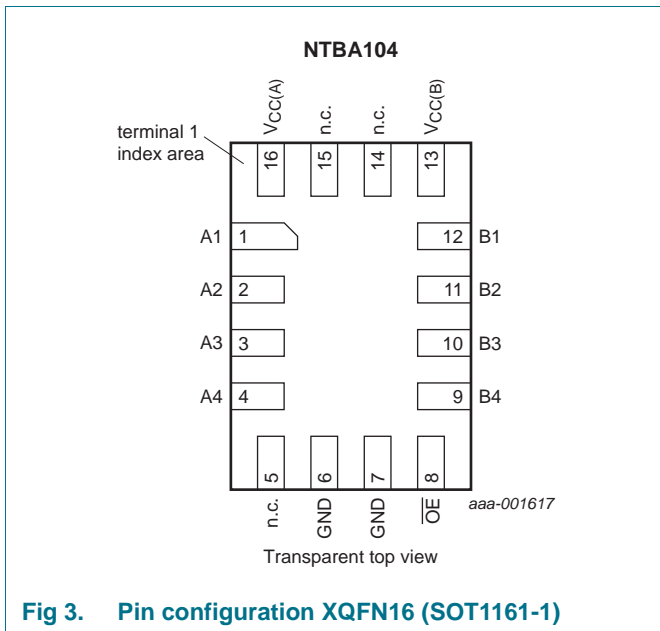 NTBA104
VCC(A)
n.c.
n.c.
VCC(B)
terminal 1
index area
16
15
14
13
A1 1
12 B1
A2 2
11 B2
A3 3
10 B3
A4 4
9 B4
5
6
7
8
n.c.
GND
GND
O̅E̅
aaa-001617
Transparent top view
Fig 3. Pin configuration XQFN16 (SOT1161-1)